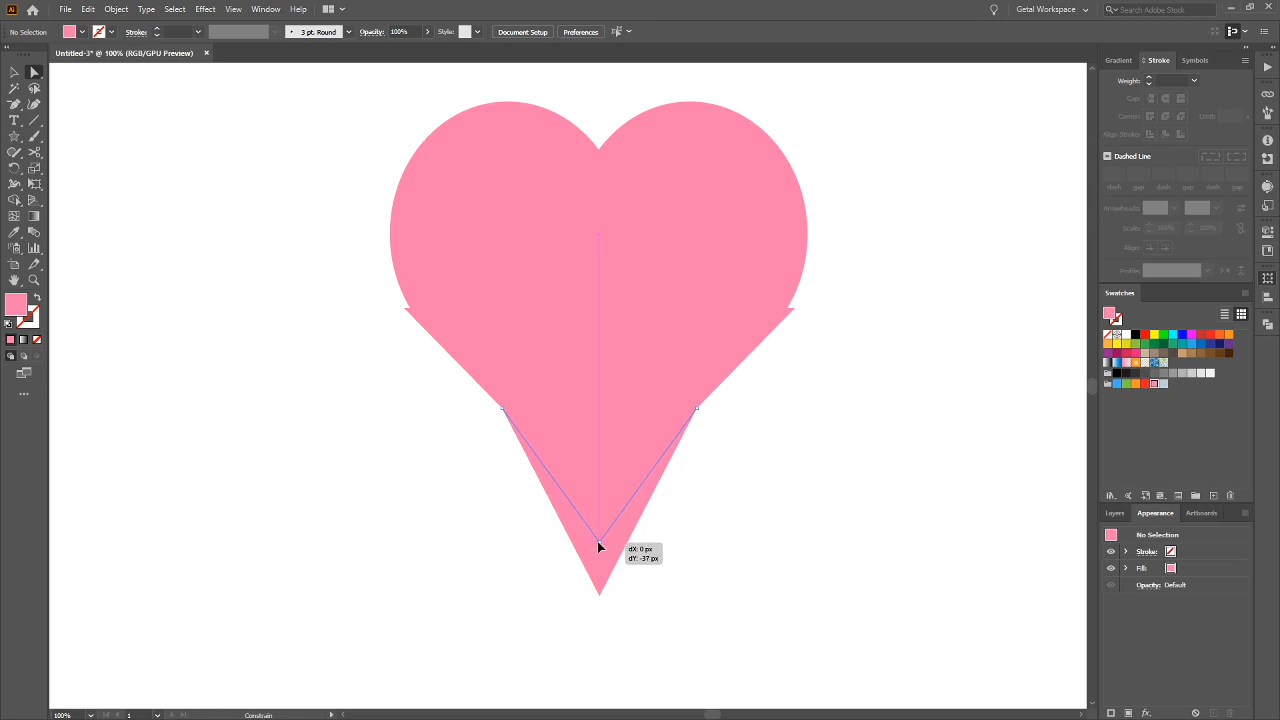 Ai File Edit Object Type Select Effect View Window Help Getal Workspace Search Adobe Stock
No Selection Stroke: 3 pt. Round Opacity: 100% Style: Document Setup Preferences
Untitled-3* @ 100% (RGB/GPU Preview) ×
Gradient Stroke Symbols
Weight:
Cap:
Corner: Limit: x
Align Stroke:
Dashed Line
dash gap dash gap dash gap
Arrowheads:
Scale: 100% 100%
Align:
Profile:
Swatches
dX: 0 px
dY: -37 px
Layers Appearance Artboards
No Selection
Stroke:
Fill:
Opacity: Default
fx
100% 1 Constrain